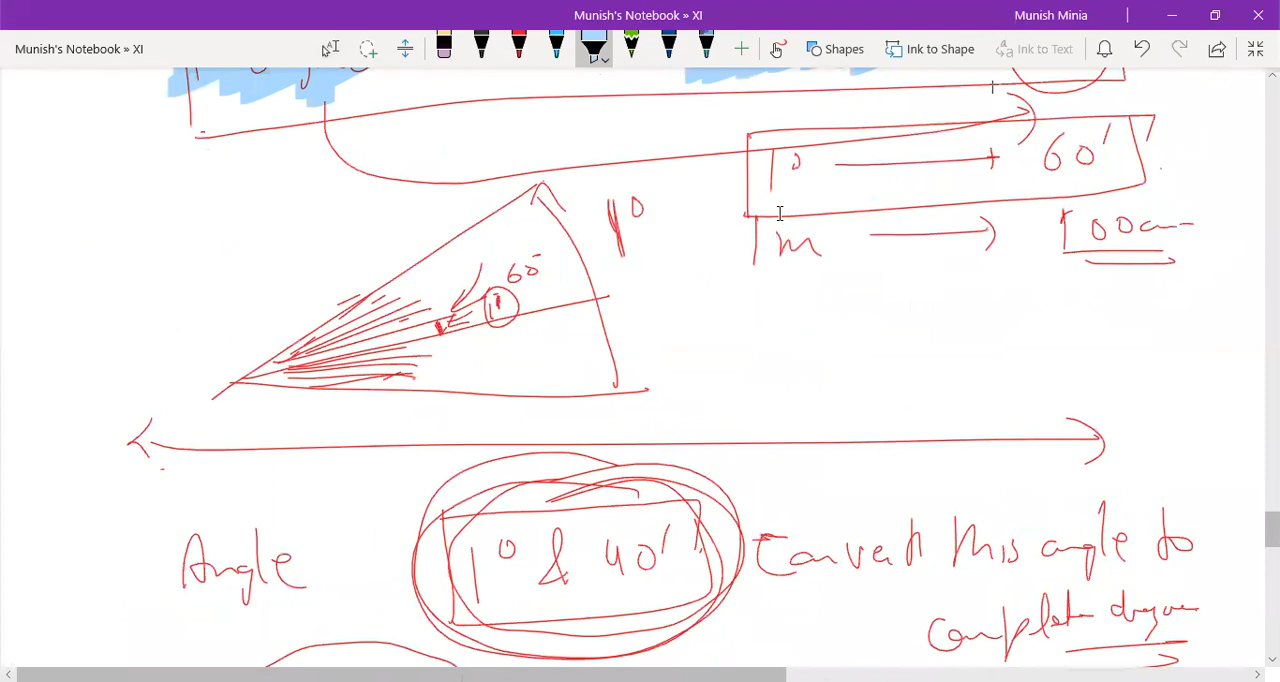 Munish's Notebook » XI
Munish Minia
Munish's Notebook » XI
Shapes
Ink to Shape
Ink to Text
1° → 60'
1 m → 100cm
1°
60
1'
Angle 1° & 40' Convert this angle to
complete degree